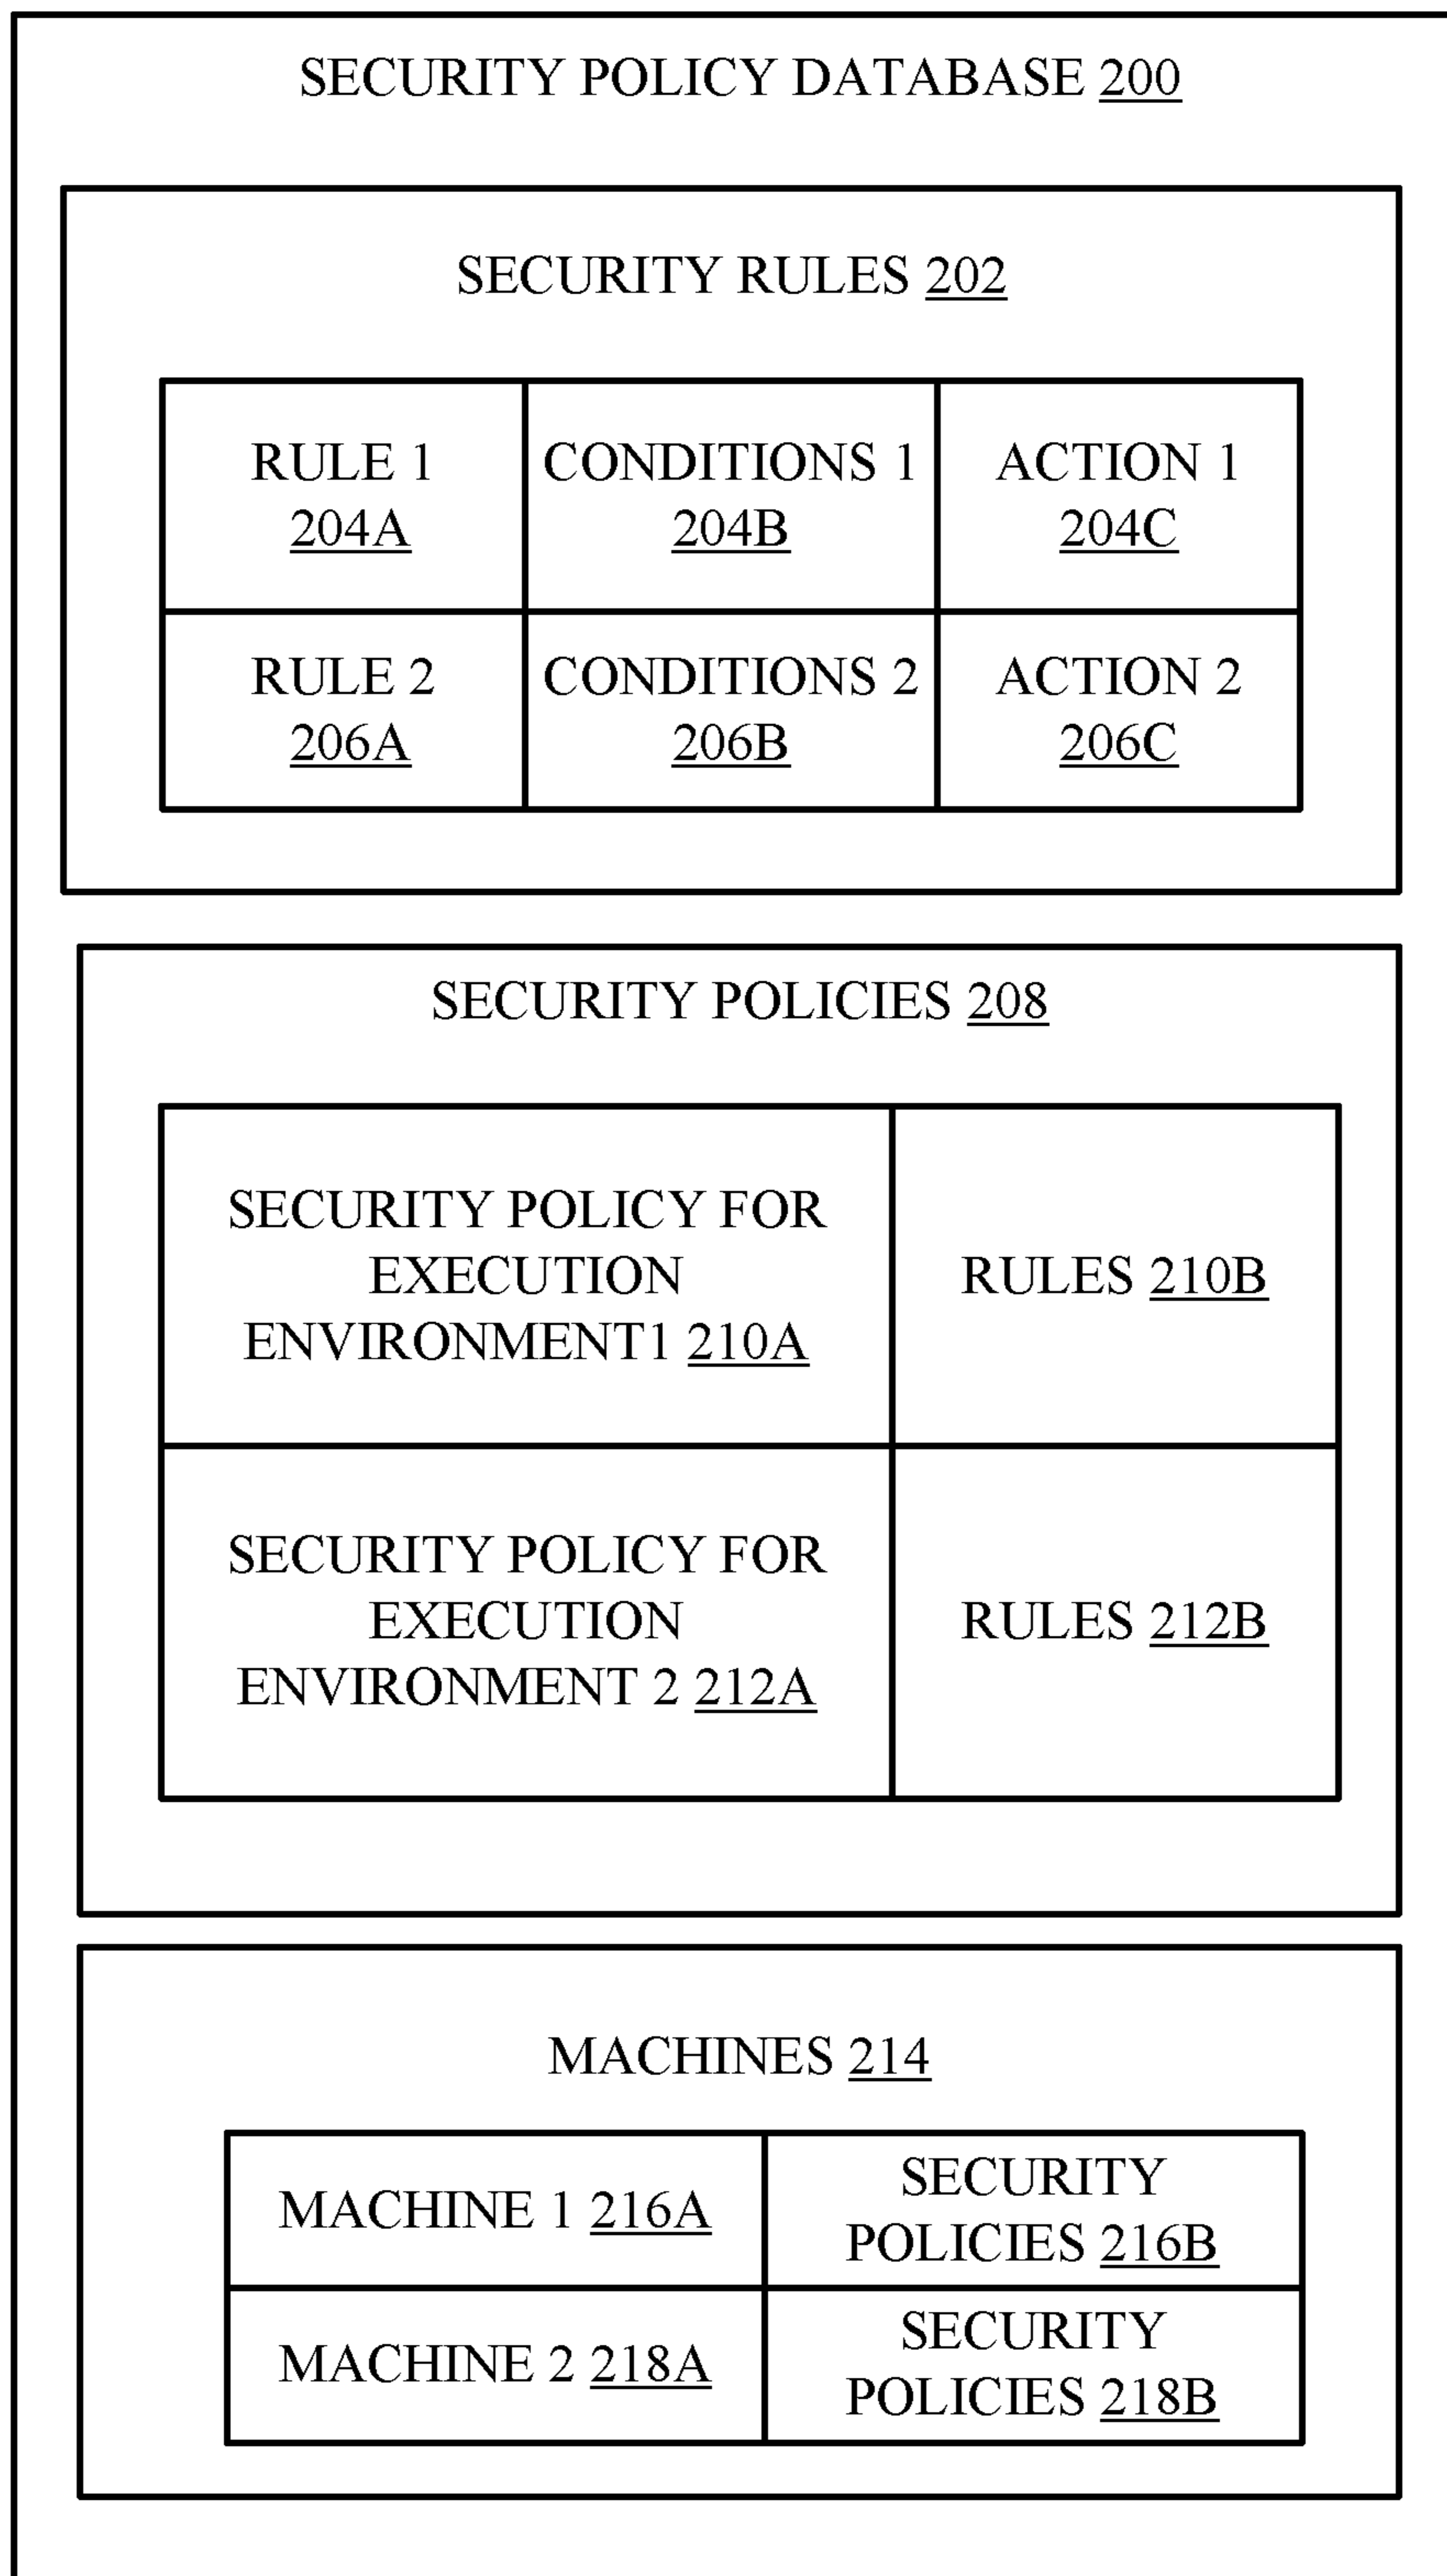 SECURITY POLICY DATABASE 200
SECURITY RULES 202
RULE 1
204A
CONDITIONS 1
204B
ACTION 1
204C
RULE 2
206A
CONDITIONS 2
206B
ACTION 2
206C
SECURITY POLICIES 208
SECURITY POLICY FOR
EXECUTION
ENVIRONMENT1 210A
RULES 210B
SECURITY POLICY FOR
EXECUTION
ENVIRONMENT 2 212A
RULES 212B
MACHINES 214
MACHINE 1 216A
SECURITY
POLICIES 216B
MACHINE 2 218A
SECURITY
POLICIES 218B